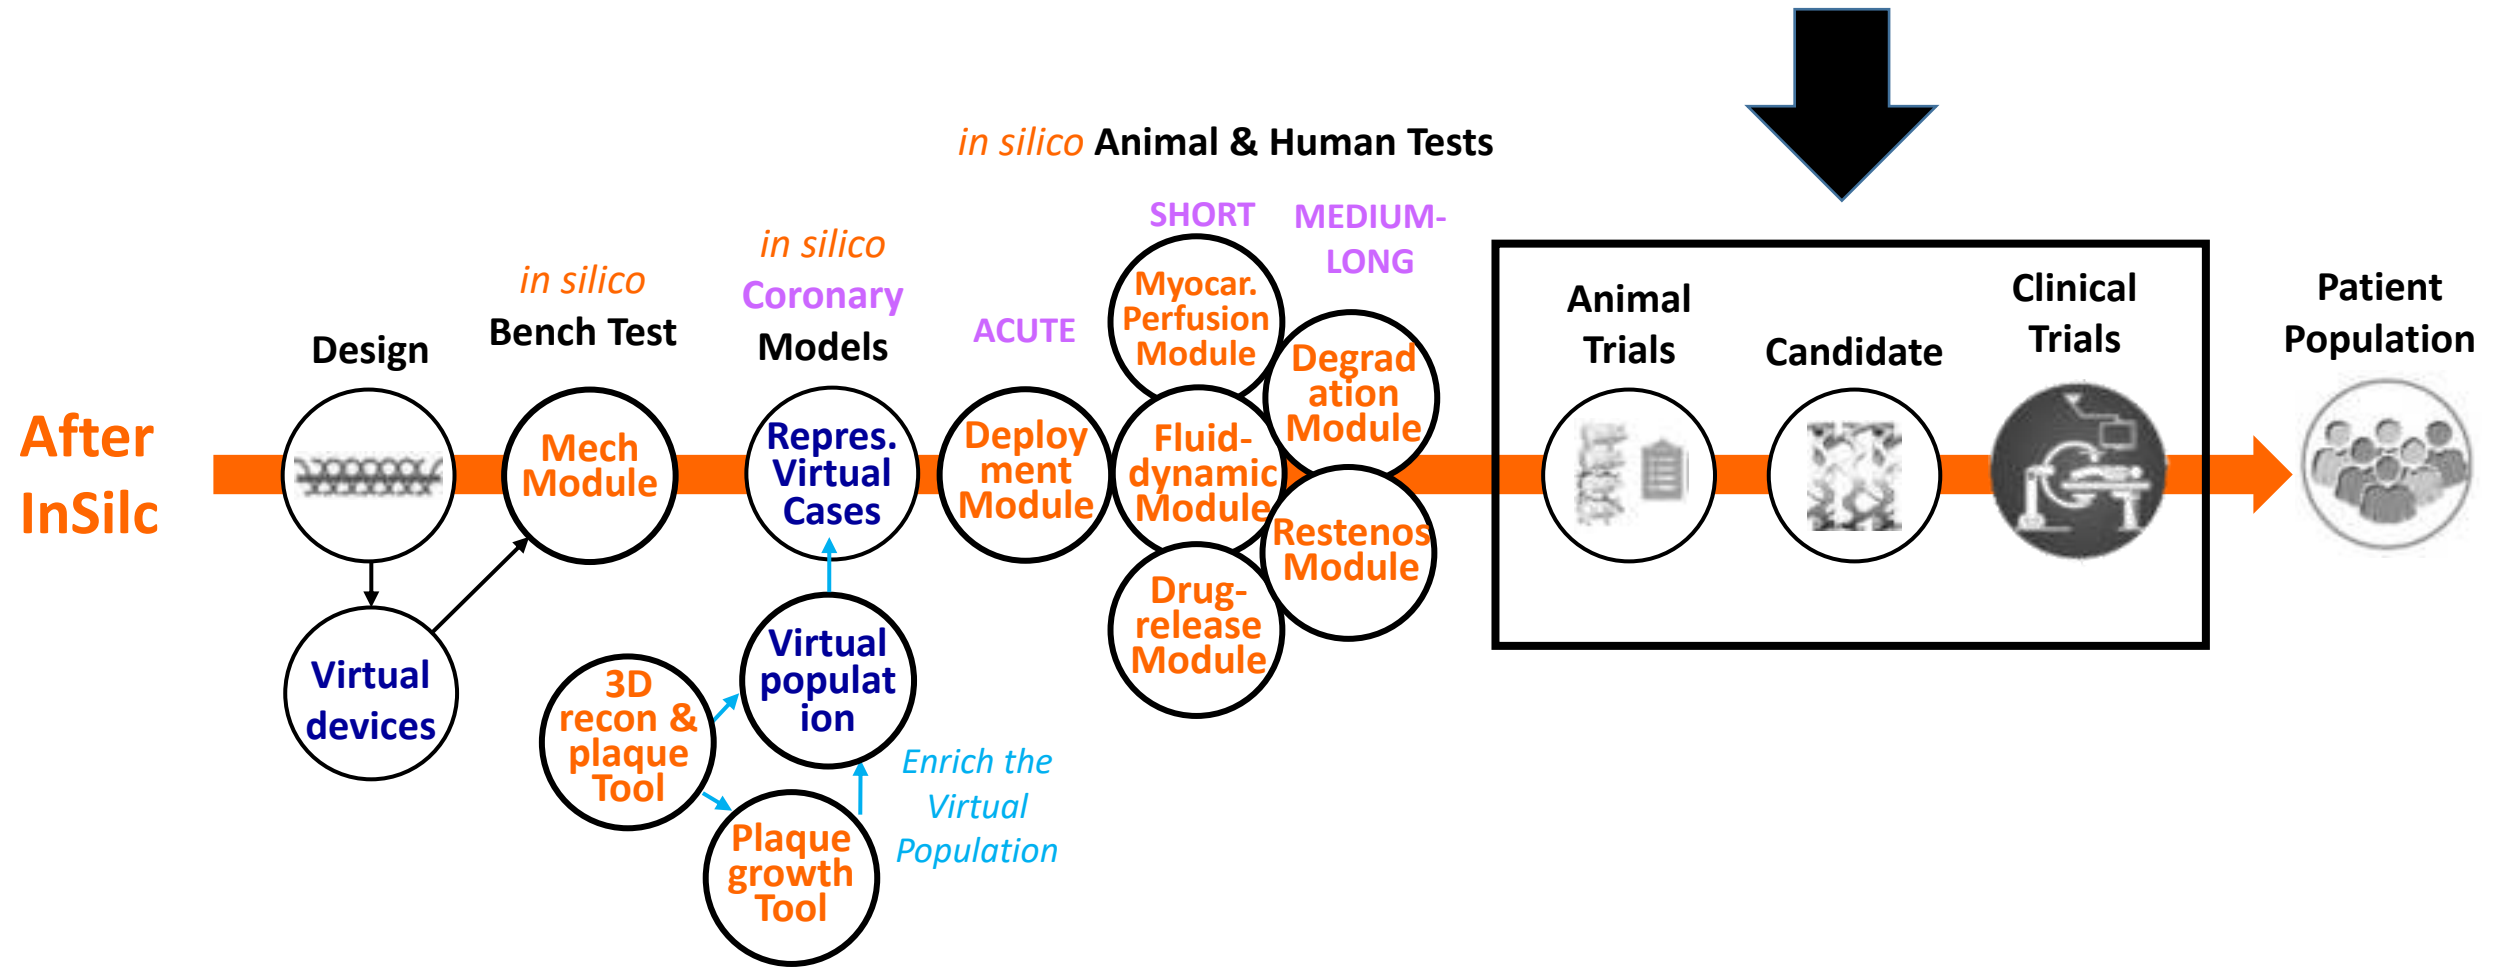 After
InSilc
Design
Virtual
devices
in silico
Bench Test
Mech
Module
in silico
Coronary
Models
Repres.
Virtual
Cases
Virtual
populat
ion
3D
recon &
plaque
Tool
Plaque
growth
Tool
Enrich the
Virtual
Population
in silico Animal & Human Tests
ACUTE
Deploy
ment
Module
SHORT
Myocar.
Perfusion
Module
Fluid-
dynamic
Module
Drug-
release
Module
MEDIUM-
LONG
Degrad
ation
Module
Restenos
Module
Animal
Trials
Candidate
Clinical
Trials
Patient
Population